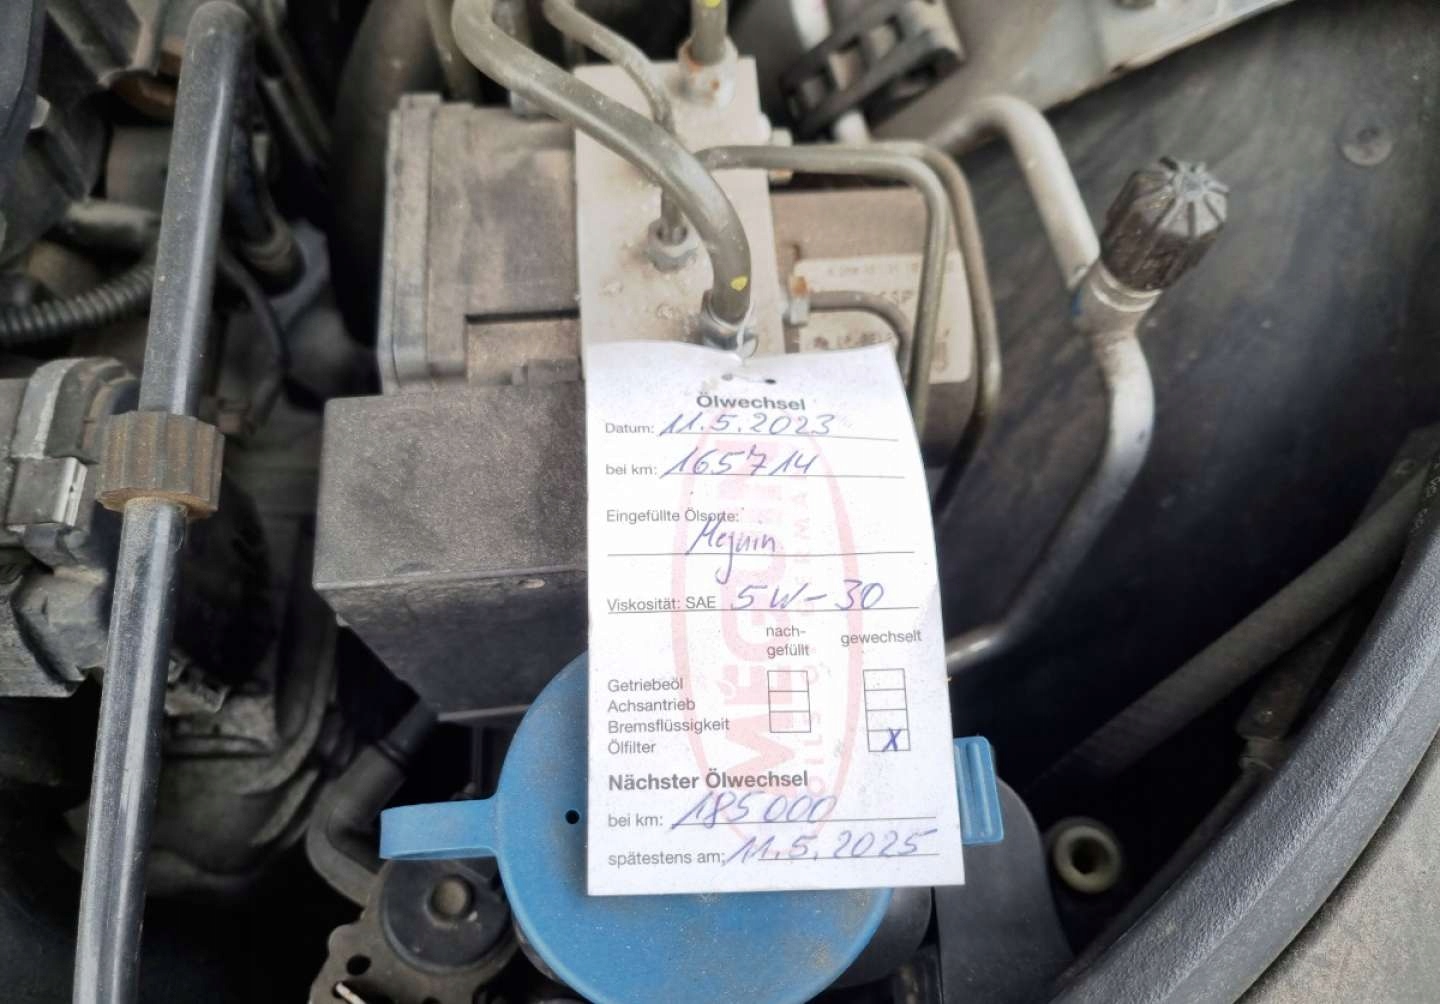 Ölwechsel
Datum: 11.5.2023
bei km: 165714
Eingefüllte Ölsorte:
Meguin
Viskosität: SAE 5W-30
nach-
gefüllt
gewechselt
Getriebeöl
Achsantrieb
Bremsflüssigkeit
Ölfilter X
Nächster Ölwechsel
bei km: 185000
spätestens am: 11.5.2025
MEGUIN